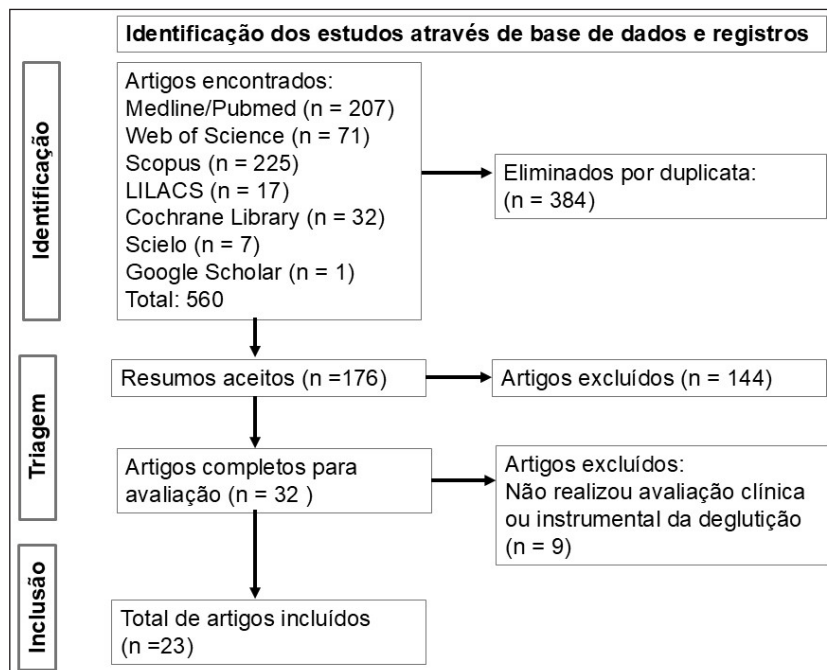 Identificação dos estudos através de base de dados e registros
Identificação
Artigos encontrados:
Medline/Pubmed (n = 207)
Web of Science (n = 71)
Scopus (n = 225)
LILACS (n = 17)
Cochrane Library (n = 32)
Scielo (n = 7)
Google Scholar (n = 1)
Total: 560
Eliminados por duplicata:
(n = 384)
Triagem
Resumos aceitos (n =176)
Artigos excluídos (n = 144)
Artigos completos para
avaliação (n = 32 )
Artigos excluídos:
Não realizou avaliação clínica
ou instrumental da deglutição
(n = 9)
Inclusão
Total de artigos incluídos
(n =23)